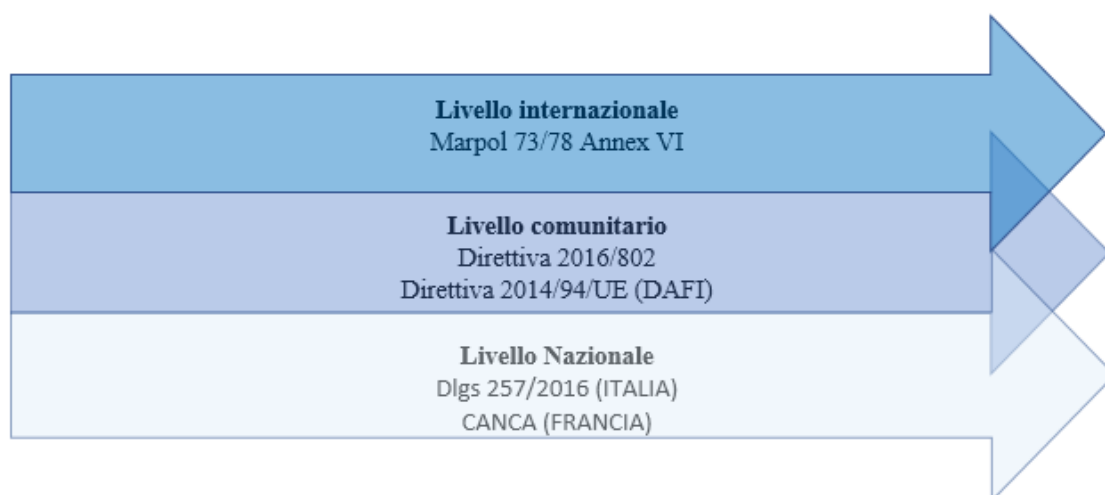 Livello internazionale
Marpol 73/78 Annex VI
Livello comunitario
Direttiva 2016/802
Direttiva 2014/94/UE (DAFI)
Livello Nazionale
Dlgs 257/2016 (ITALIA)
CANCA (FRANCIA)